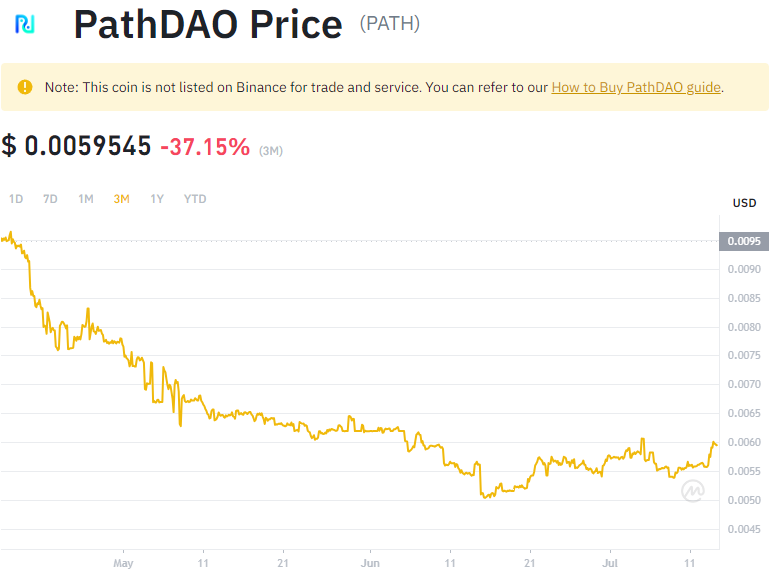 PathDAO Price (PATH)
Note: This coin is not listed on Binance for trade and service. You can refer to our How to Buy PathDAO guide.
$ 0.0059545 -37.15% (3M)
1D 7D 1M 3M 1Y YTD
USD
0.0095
0.0090
0.0085
0.0080
0.0075
0.0070
0.0065
0.0060
0.0055
0.0050
0.0045
May 11 21 Jun 11 21 Jul 11